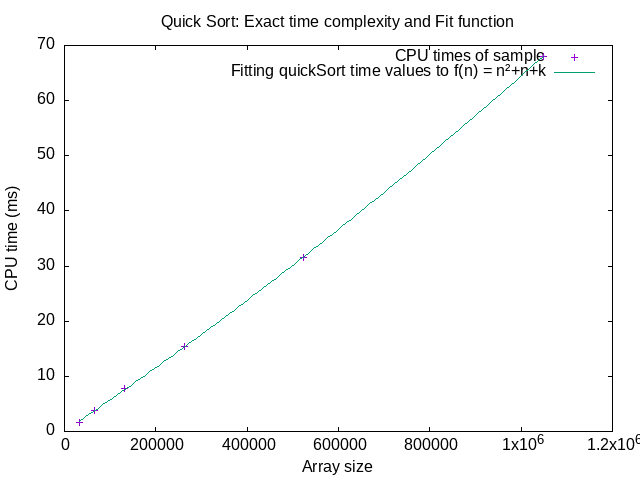 Quick Sort: Exact time complexity and Fit function
70
60
50
40
30
20
10
0
CPU time (ms)
CPU times of sample
Fitting quickSort time values to f(n) = n²+n+k
0 200000 400000 600000 800000 1x10⁶ 1.2x10⁶
Array size